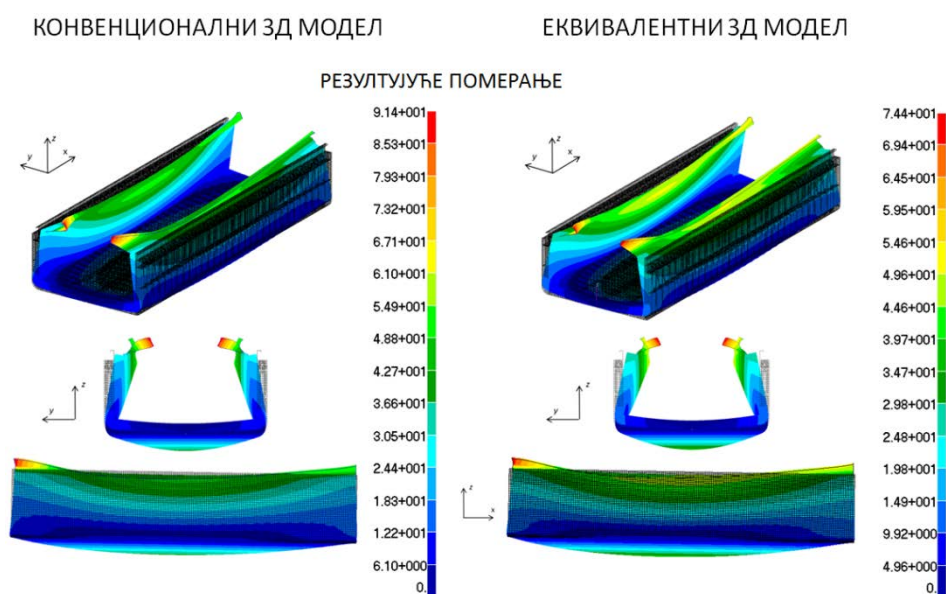 КОНВЕНЦИОНАЛНИ 3Д МОДЕЛ
ЕКВИВАЛЕНТНИ 3Д МОДЕЛ
РЕЗУЛТУЈУЋЕ ПОМЕРАЊЕ
9.14+001
8.53+001
7.93+001
7.32+001
6.71+001
6.10+001
5.49+001
4.88+001
4.27+001
3.66+001
3.05+001
2.44+001
1.83+001
1.22+001
6.10+000
0.
7.44+001
6.94+001
6.45+001
5.95+001
5.46+001
4.96+001
4.46+001
3.97+001
3.47+001
2.98+001
2.48+001
1.98+001
1.49+001
9.92+000
4.96+000
0.
z
y
x
z
y
x
z
y
z
y
z
x